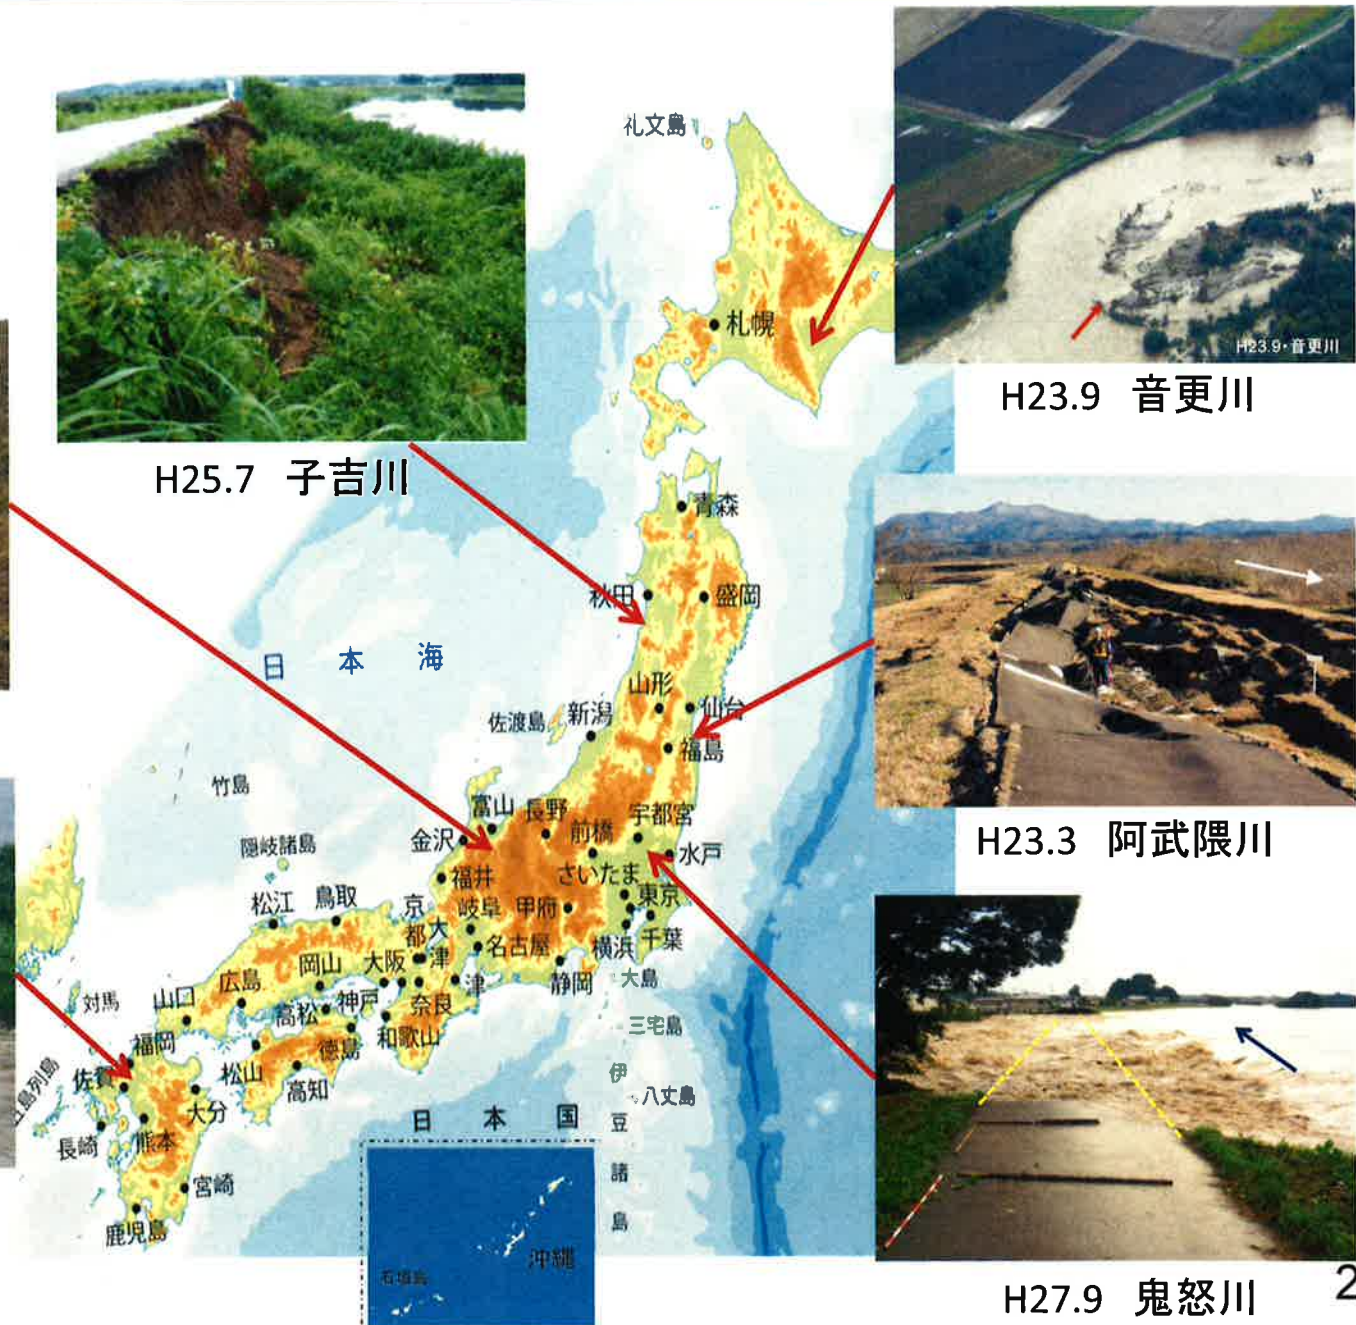 礼文島
札幌
H23.9・音更川
H23.9 音更川
H25.7 子吉川
青森
秋田
盛岡
日本海
山形
仙台
佐渡島
新潟
福島
竹島
富山
長野
宇都宮
金沢
前橋
水戸
隠岐諸島
福井
さいたま
H23.3 阿武隈川
松江
鳥取
京都
岐阜
甲府
東京
大津
名古屋
横浜
千葉
岡山
大阪
津
静岡
大島
広島
対馬
山口
神戸
奈良
高松
三宅島
福岡
徳島
和歌山
佐賀
松山
高知
八丈島
島列島
大分
伊豆諸島
長崎
熊本
日本国
宮崎
鹿児島
沖縄
石垣島
H27.9 鬼怒川
2